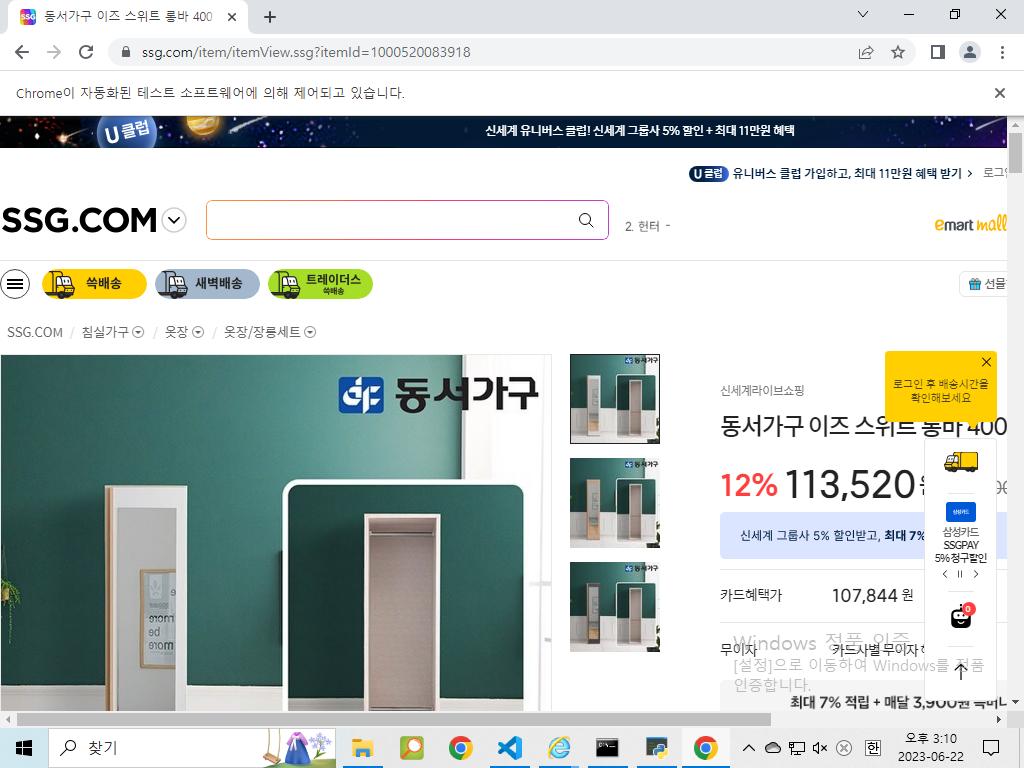 동서가구 이즈 스위트 롱바 400
ssg.com/item/itemView.ssg?itemId=1000520083918
Chrome이 자동화된 테스트 소프트웨어에 의해 제어되고 있습니다.
U 클럽
신세계 유니버스 클럽! 신세계 그룹사 5% 할인 + 최대 11만원 혜택
U 클럽 유니버스 클럽 가입하고, 최대 11만원 혜택 받기 >
SSG.COM
2. 헌터 -
emart mall
쓱배송
새벽배송
트레이더스
쓱배송
선물
SSG.COM / 침실가구 / 옷장 / 옷장/장롱세트
동서가구
신세계라이브쇼핑
로그인 후 배송시간을
확인해보세요
동서가구 이즈 스위트 롱바 400
12% 113,520
신세계 그룹사 5% 할인받고, 최대 7%
삼성카드
삼성카드
SSGPAY
5% 청구할인
카드혜택가 107,844 원
0
무이자 카드사별 무이자
Windows 정품 인증
[설정]으로 이동하여 Windows를 정품
인증합니다.
최대 7% 적립 + 매달 3,900원
찾기
한
오후 3:10
2023-06-22